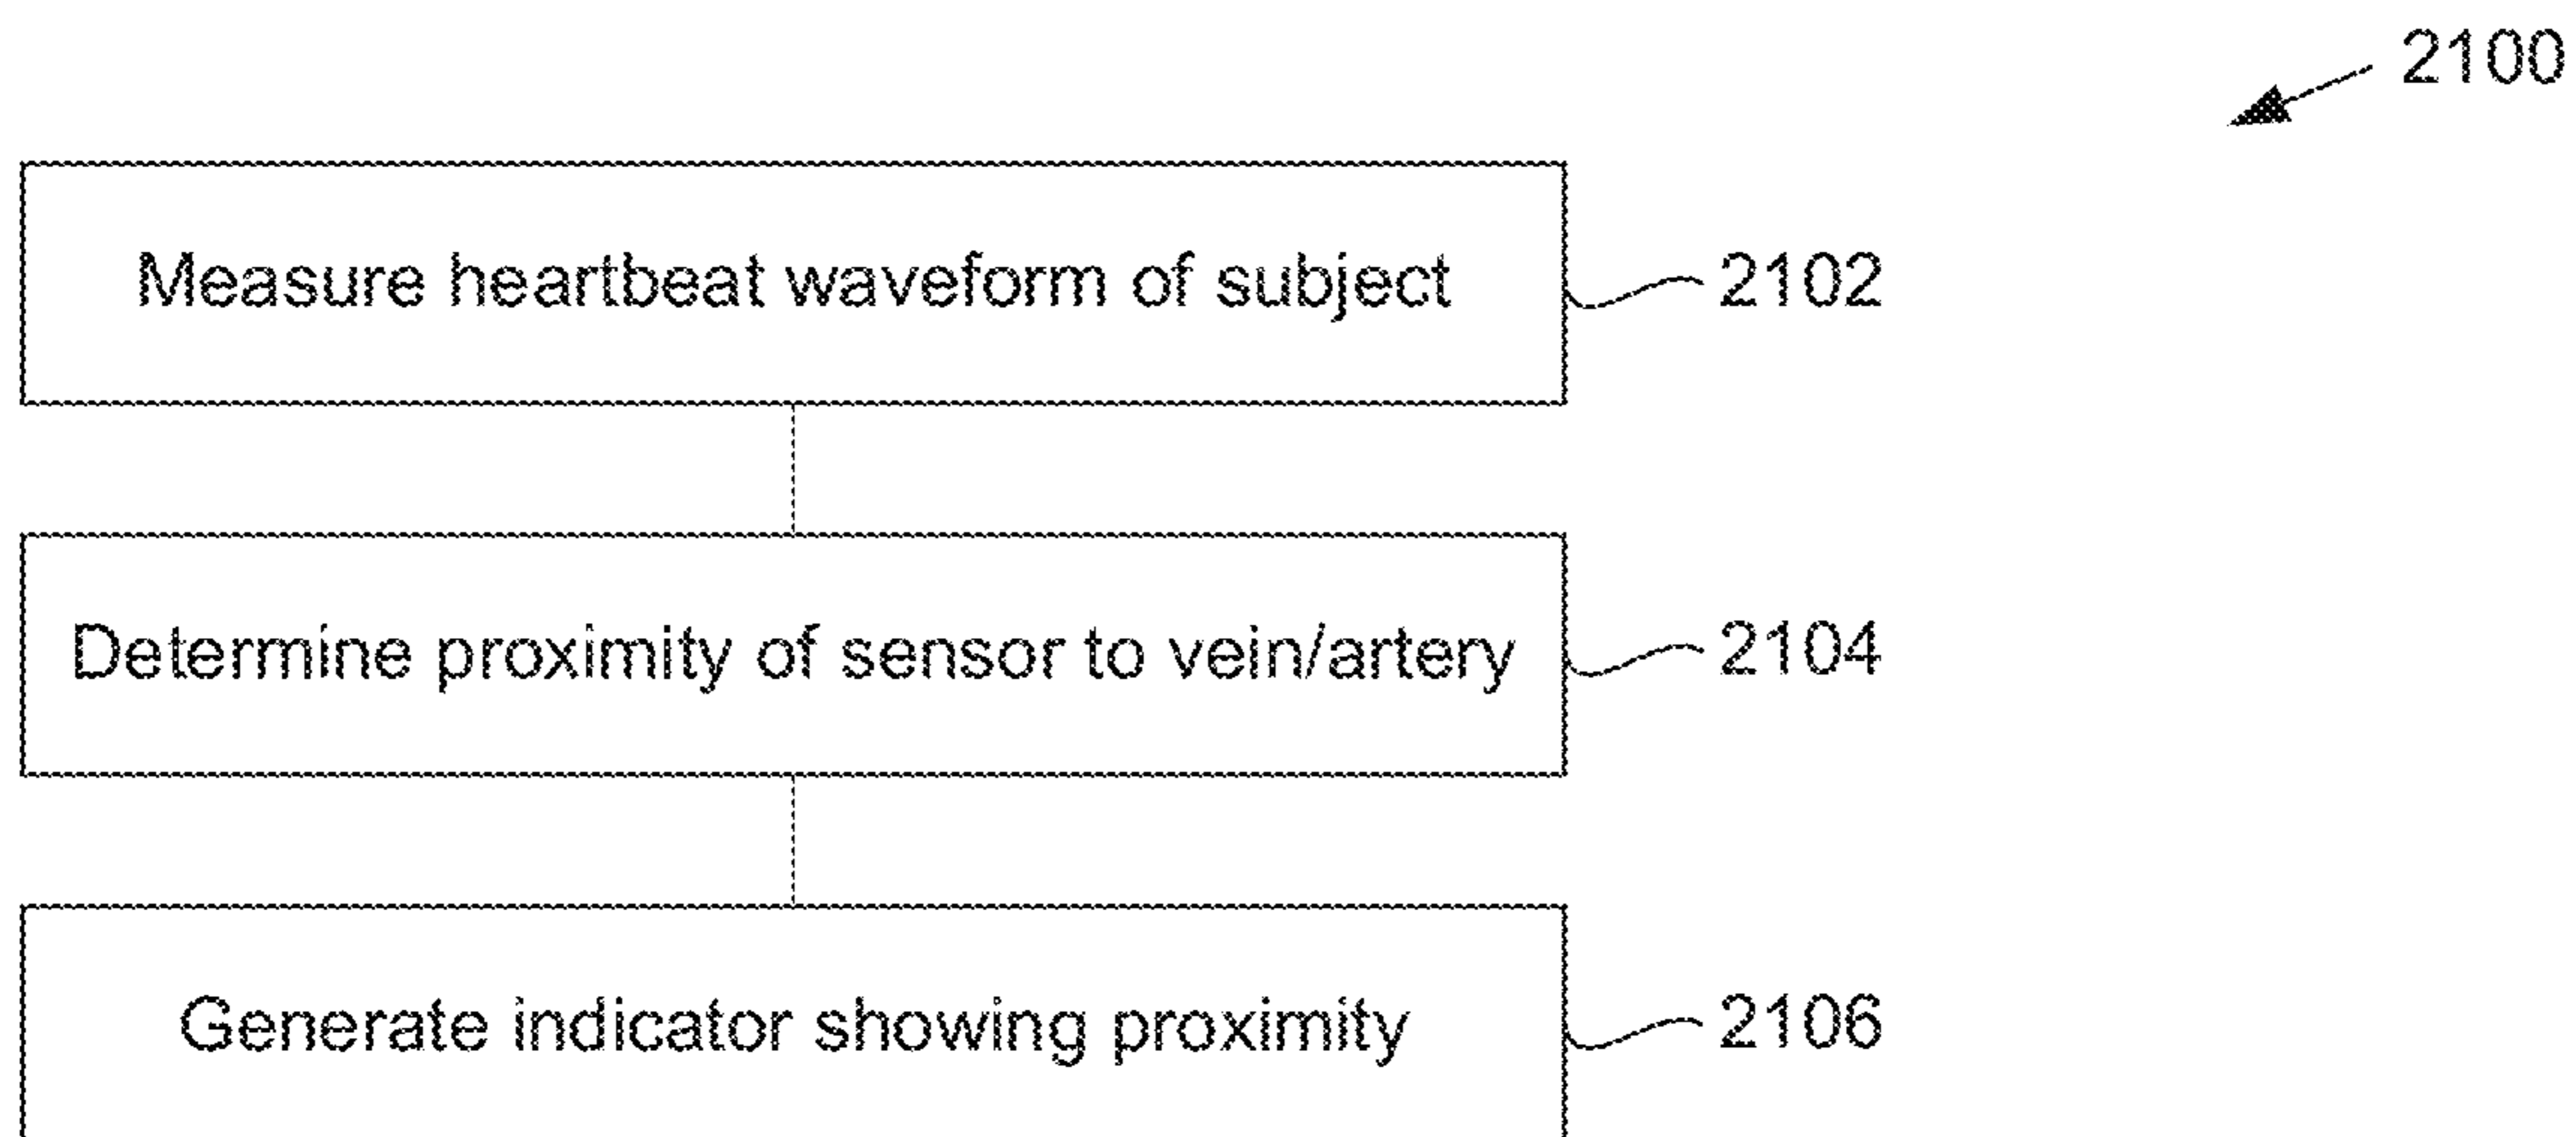 2100
Measure heartbeat waveform of subject
2102
Determine proximity of sensor to vein/artery
2104
Generate indicator showing proximity
2106